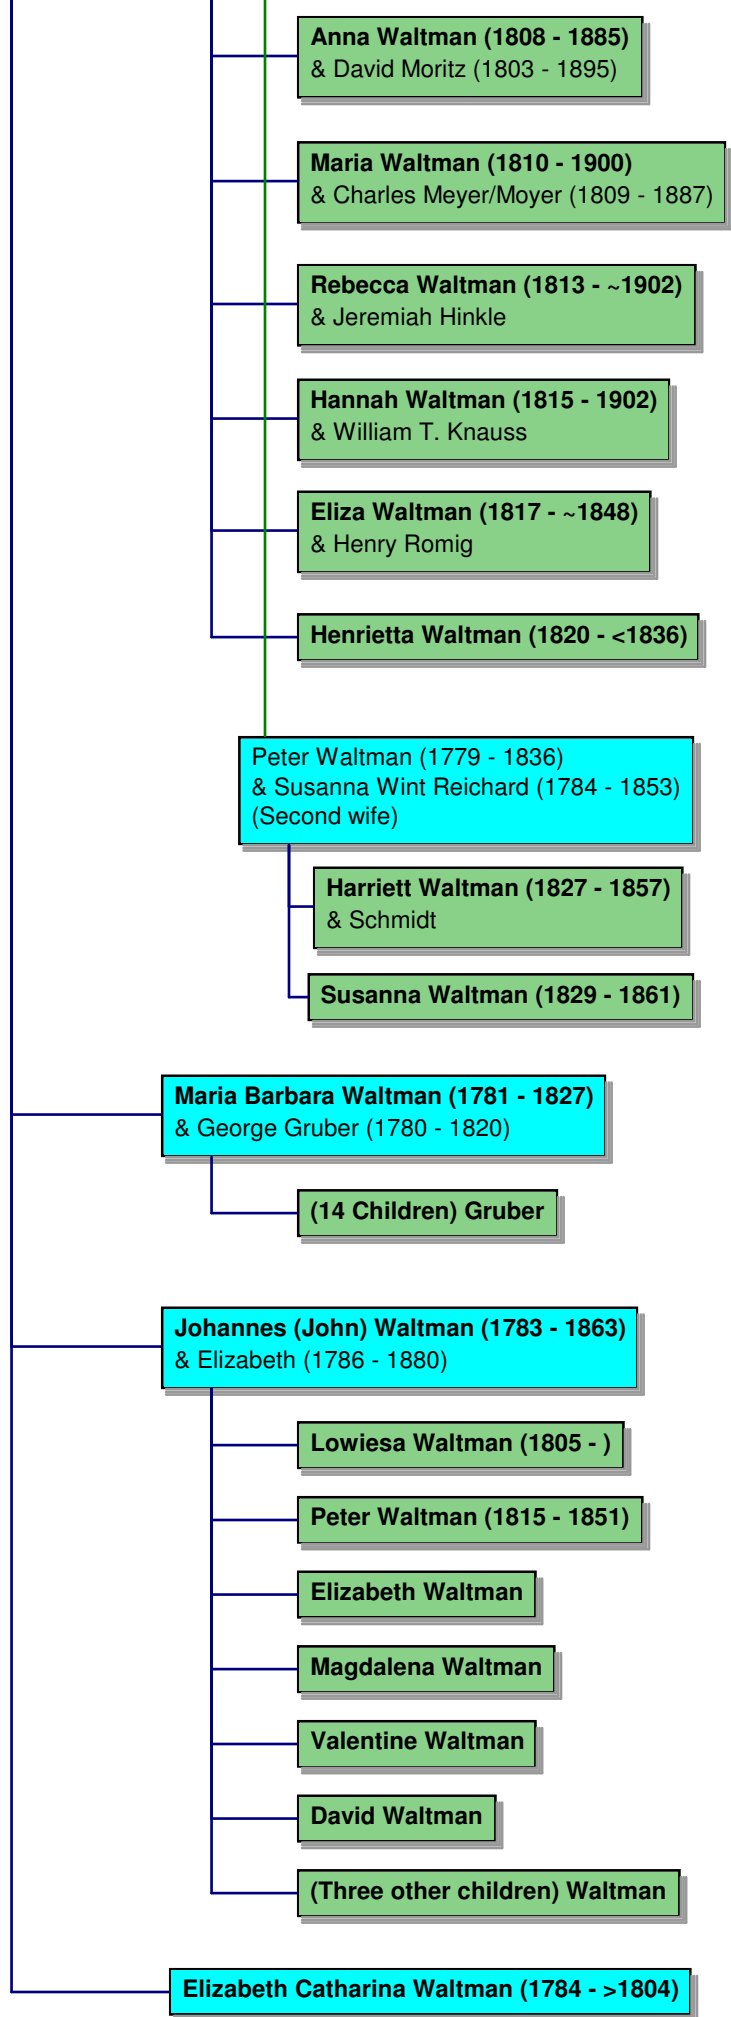 Anna Waltman (1808 - 1885)
& David Moritz (1803 - 1895)
Maria Waltman (1810 - 1900)
& Charles Meyer/Moyer (1809 - 1887)
Rebecca Waltman (1813 - ~1902)
& Jeremiah Hinkle
Hannah Waltman (1815 - 1902)
& William T. Knauss
Eliza Waltman (1817 - ~1848)
& Henry Romig
Henrietta Waltman (1820 - <1836)
Peter Waltman (1779 - 1836)
& Susanna Wint Reichard (1784 - 1853)
(Second wife)
Harriett Waltman (1827 - 1857)
& Schmidt
Susanna Waltman (1829 - 1861)
Maria Barbara Waltman (1781 - 1827)
& George Gruber (1780 - 1820)
(14 Children) Gruber
Johannes (John) Waltman (1783 - 1863)
& Elizabeth (1786 - 1880)
Lowiesa Waltman (1805 - )
Peter Waltman (1815 - 1851)
Elizabeth Waltman
Magdalena Waltman
Valentine Waltman
David Waltman
(Three other children) Waltman
Elizabeth Catharina Waltman (1784 - >1804)